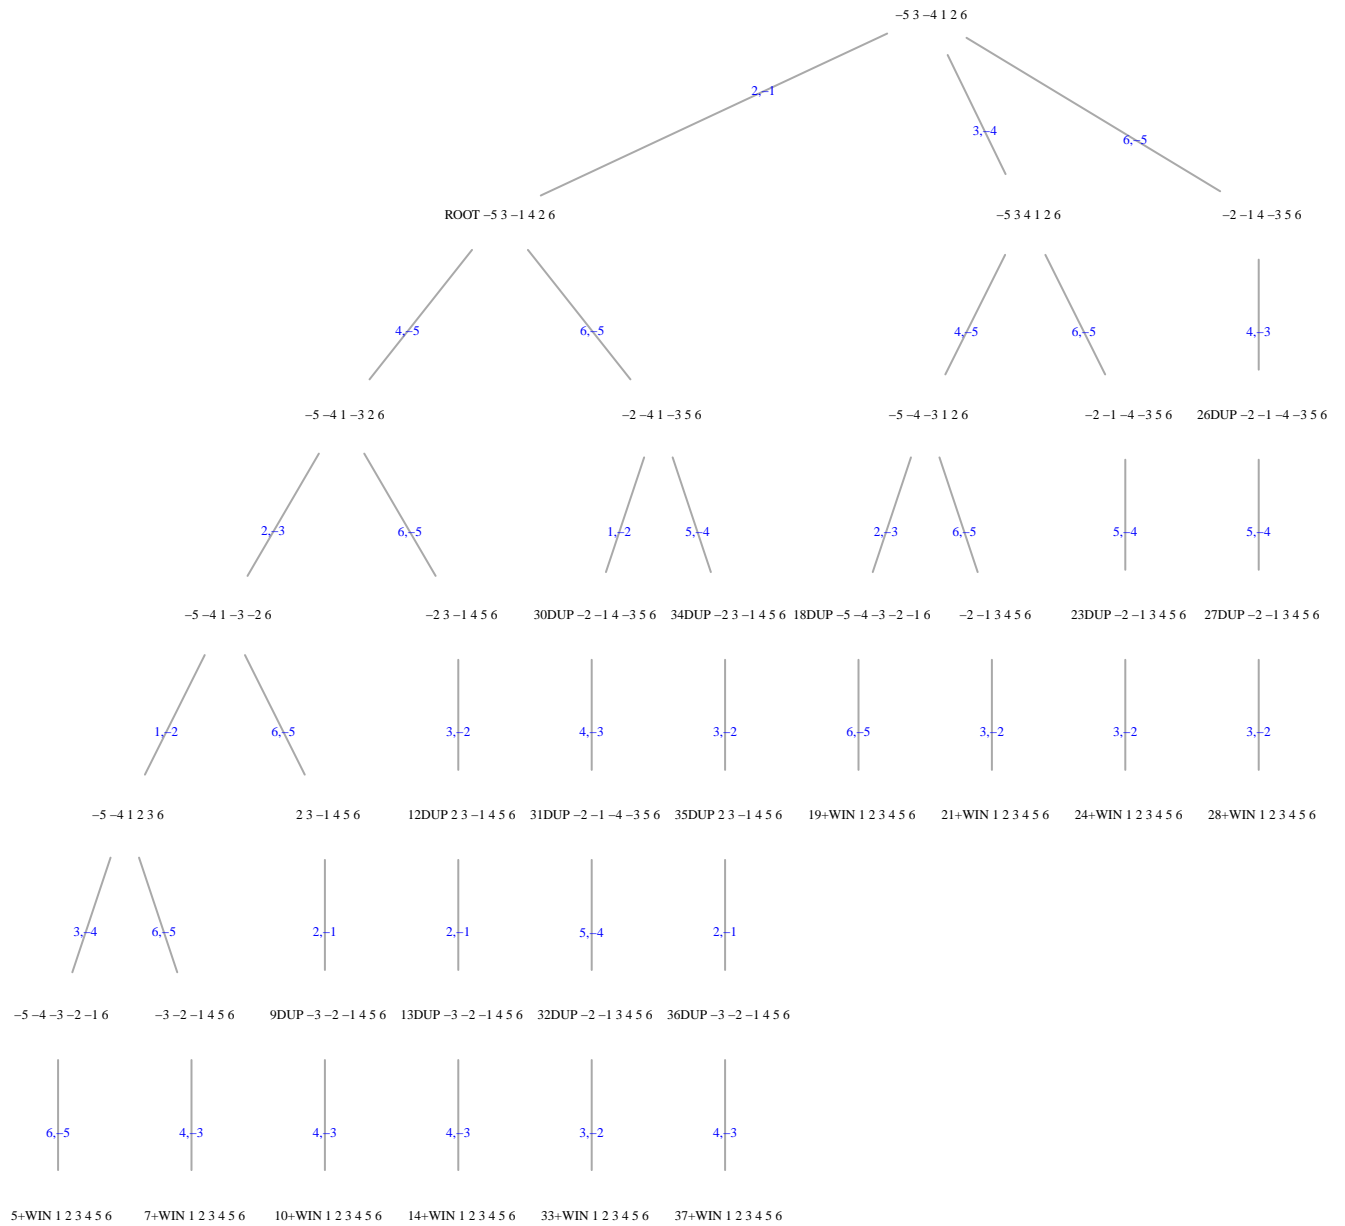 −5 3 −4 1 2 6
2,−1
3,−4
6,−5
ROOT −5 3 −1 4 2 6
−5 3 4 1 2 6
−2 −1 4 −3 5 6
4,−5
6,−5
4,−5
6,−5
4,−3
−5 −4 1 −3 2 6
−2 −4 1 −3 5 6
−5 −4 −3 1 2 6
−2 −1 −4 −3 5 6
26DUP −2 −1 −4 −3 5 6
2,−3
6,−5
1,−2
5,−4
2,−3
6,−5
5,−4
5,−4
−5 −4 1 −3 −2 6
−2 3 −1 4 5 6
30DUP −2 −1 4 −3 5 6
34DUP −2 3 −1 4 5 6
18DUP −5 −4 −3 −2 −1 6
−2 −1 3 4 5 6
23DUP −2 −1 3 4 5 6
27DUP −2 −1 3 4 5 6
1,−2
6,−5
3,−2
4,−3
3,−2
6,−5
3,−2
3,−2
3,−2
−5 −4 1 2 3 6
2 3 −1 4 5 6
12DUP 2 3 −1 4 5 6
31DUP −2 −1 −4 −3 5 6
35DUP 2 3 −1 4 5 6
19+WIN 1 2 3 4 5 6
21+WIN 1 2 3 4 5 6
24+WIN 1 2 3 4 5 6
28+WIN 1 2 3 4 5 6
3,−4
6,−5
2,−1
2,−1
5,−4
2,−1
−5 −4 −3 −2 −1 6
−3 −2 −1 4 5 6
9DUP −3 −2 −1 4 5 6
13DUP −3 −2 −1 4 5 6
32DUP −2 −1 3 4 5 6
36DUP −3 −2 −1 4 5 6
6,−5
4,−3
4,−3
4,−3
3,−2
4,−3
5+WIN 1 2 3 4 5 6
7+WIN 1 2 3 4 5 6
10+WIN 1 2 3 4 5 6
14+WIN 1 2 3 4 5 6
33+WIN 1 2 3 4 5 6
37+WIN 1 2 3 4 5 6